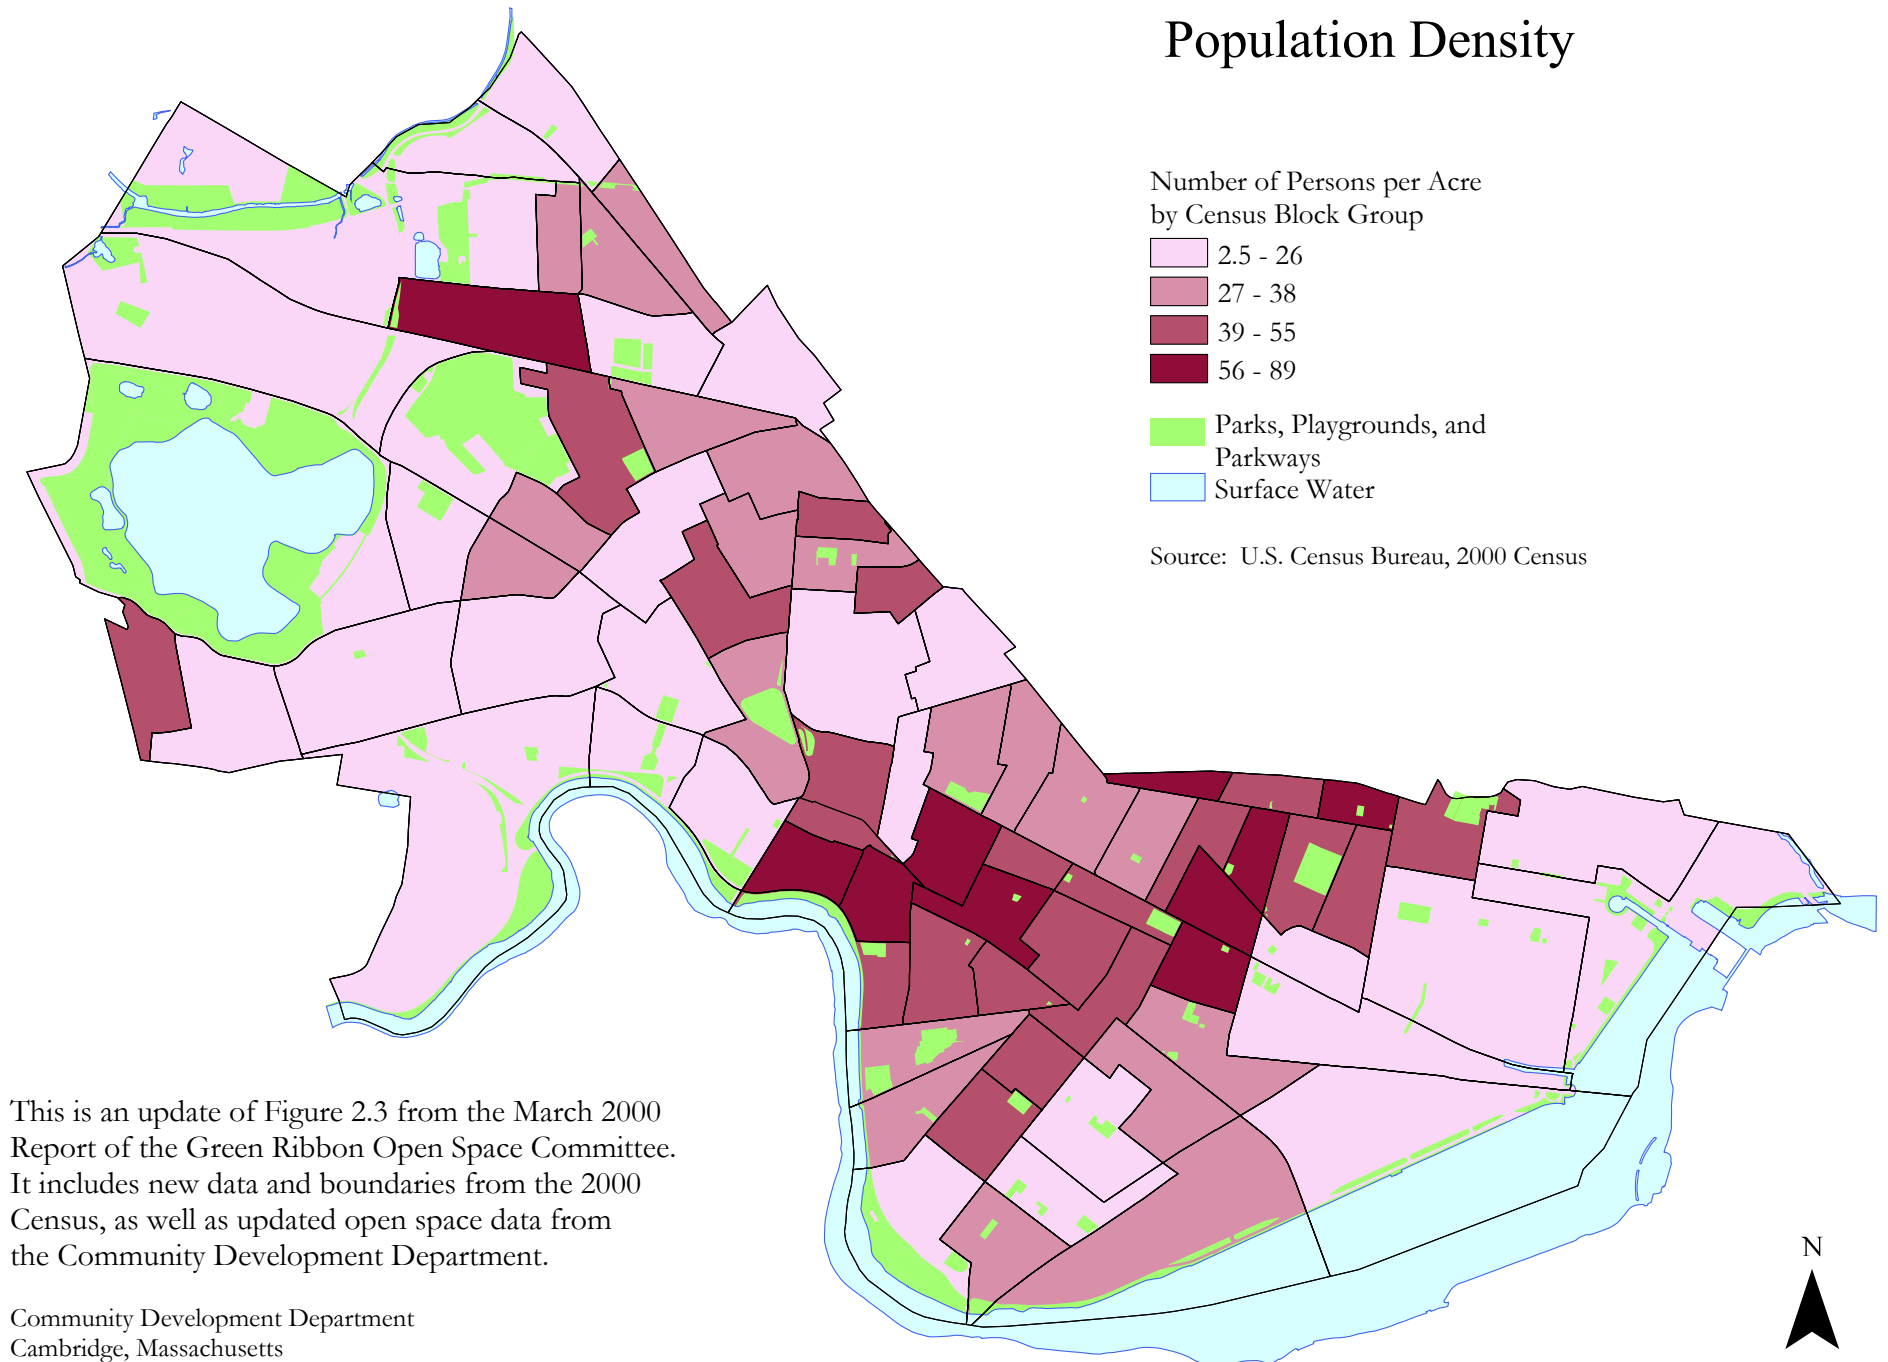 Population Density
Number of Persons per Acre
by Census Block Group
2.5 - 26
27 - 38
39 - 55
56 - 89
Parks, Playgrounds, and
Parkways
Surface Water
Source:  U.S. Census Bureau, 2000 Census
This is an update of Figure 2.3 from the March 2000
Report of the Green Ribbon Open Space Committee.
It includes new data and boundaries from the 2000
Census, as well as updated open space data from
the Community Development Department.
Community Development Department
Cambridge, Massachusetts
N